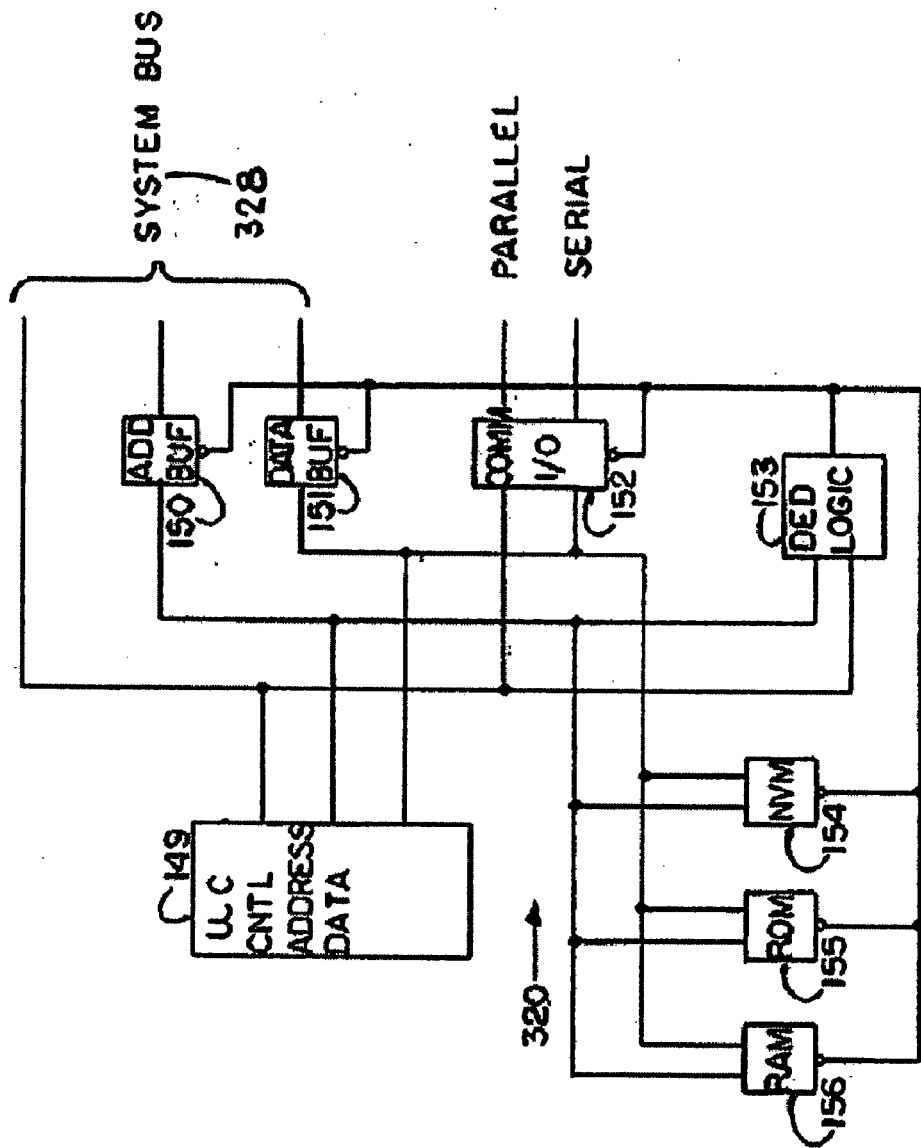 SYSTEM BUS
328
ADD
BUF
150
DATA
BUF
151
PARALLEL
SERIAL
COMM
I/O
152
153
DED
LOGIC
149
U.C
CNTL
ADDRESS
DATA
320
NVM
154
ROM
155
RAM
156